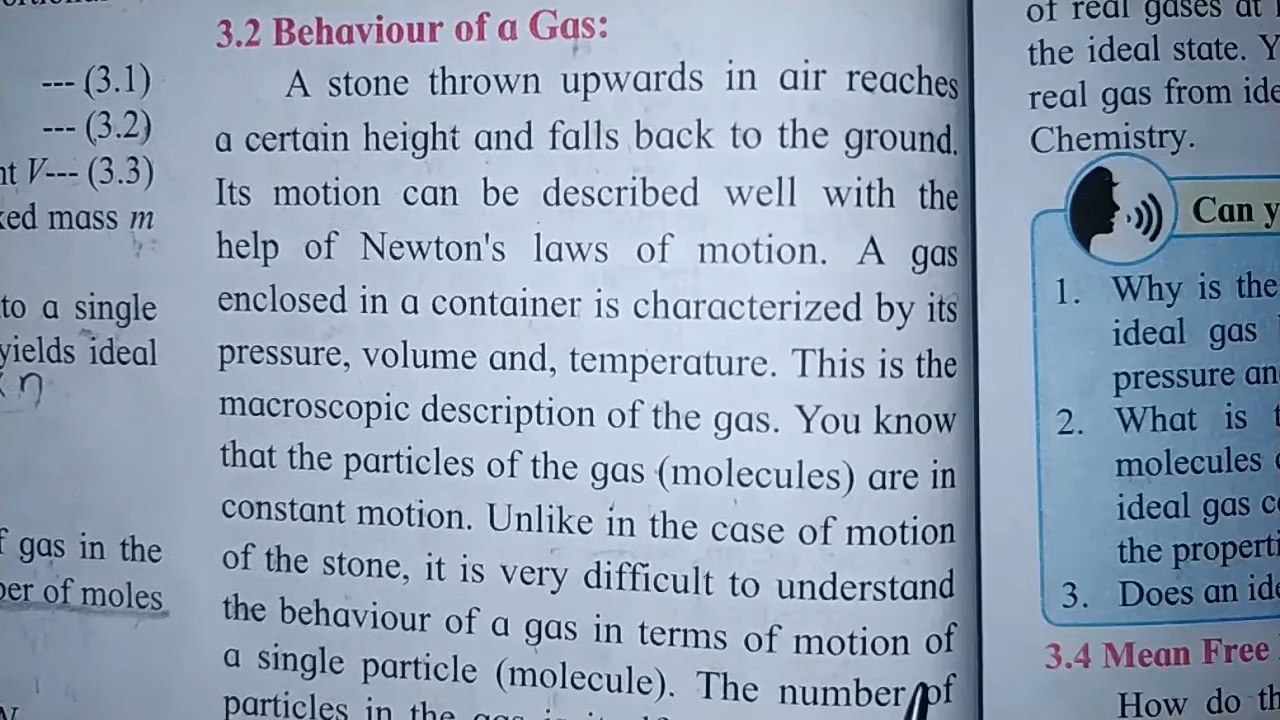 --- (3.1)
--- (3.2)
V--- (3.3)
mass m
to a single
yields ideal
η
gas in the
of moles
3.2 Behaviour of a Gas:
A stone thrown upwards in air reaches
a certain height and falls back to the ground.
Its motion can be described well with the
help of Newton's laws of motion. A gas
enclosed in a container is characterized by its
pressure, volume and, temperature. This is the
macroscopic description of the gas. You know
that the particles of the gas (molecules) are in
constant motion. Unlike in the case of motion
of the stone, it is very difficult to understand
the behaviour of a gas in terms of motion of
a single particle (molecule). The number of
particles in the gas
of real gases at
the ideal state.
real gas from
Chemistry.
Can
1. Why is the
ideal gas
pressure
2. What is
molecules
ideal gas
the
3. Does an
3.4 Mean Free
How do